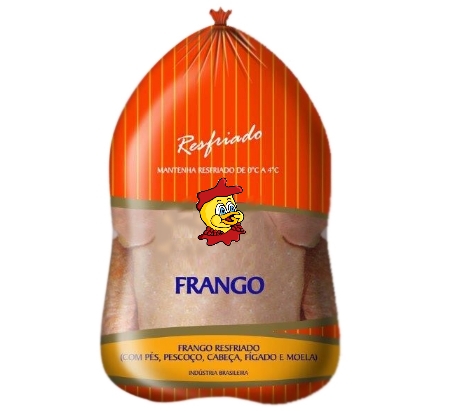 Resfriado
MANTENHA RESFRIADO DE 0°C A 4°C
FRANGO
FRANGO RESFRIADO
(COM PÉS, PESCOÇO, CABEÇA, FÍGADO E MOELA)
INDÚSTRIA BRASILEIRA